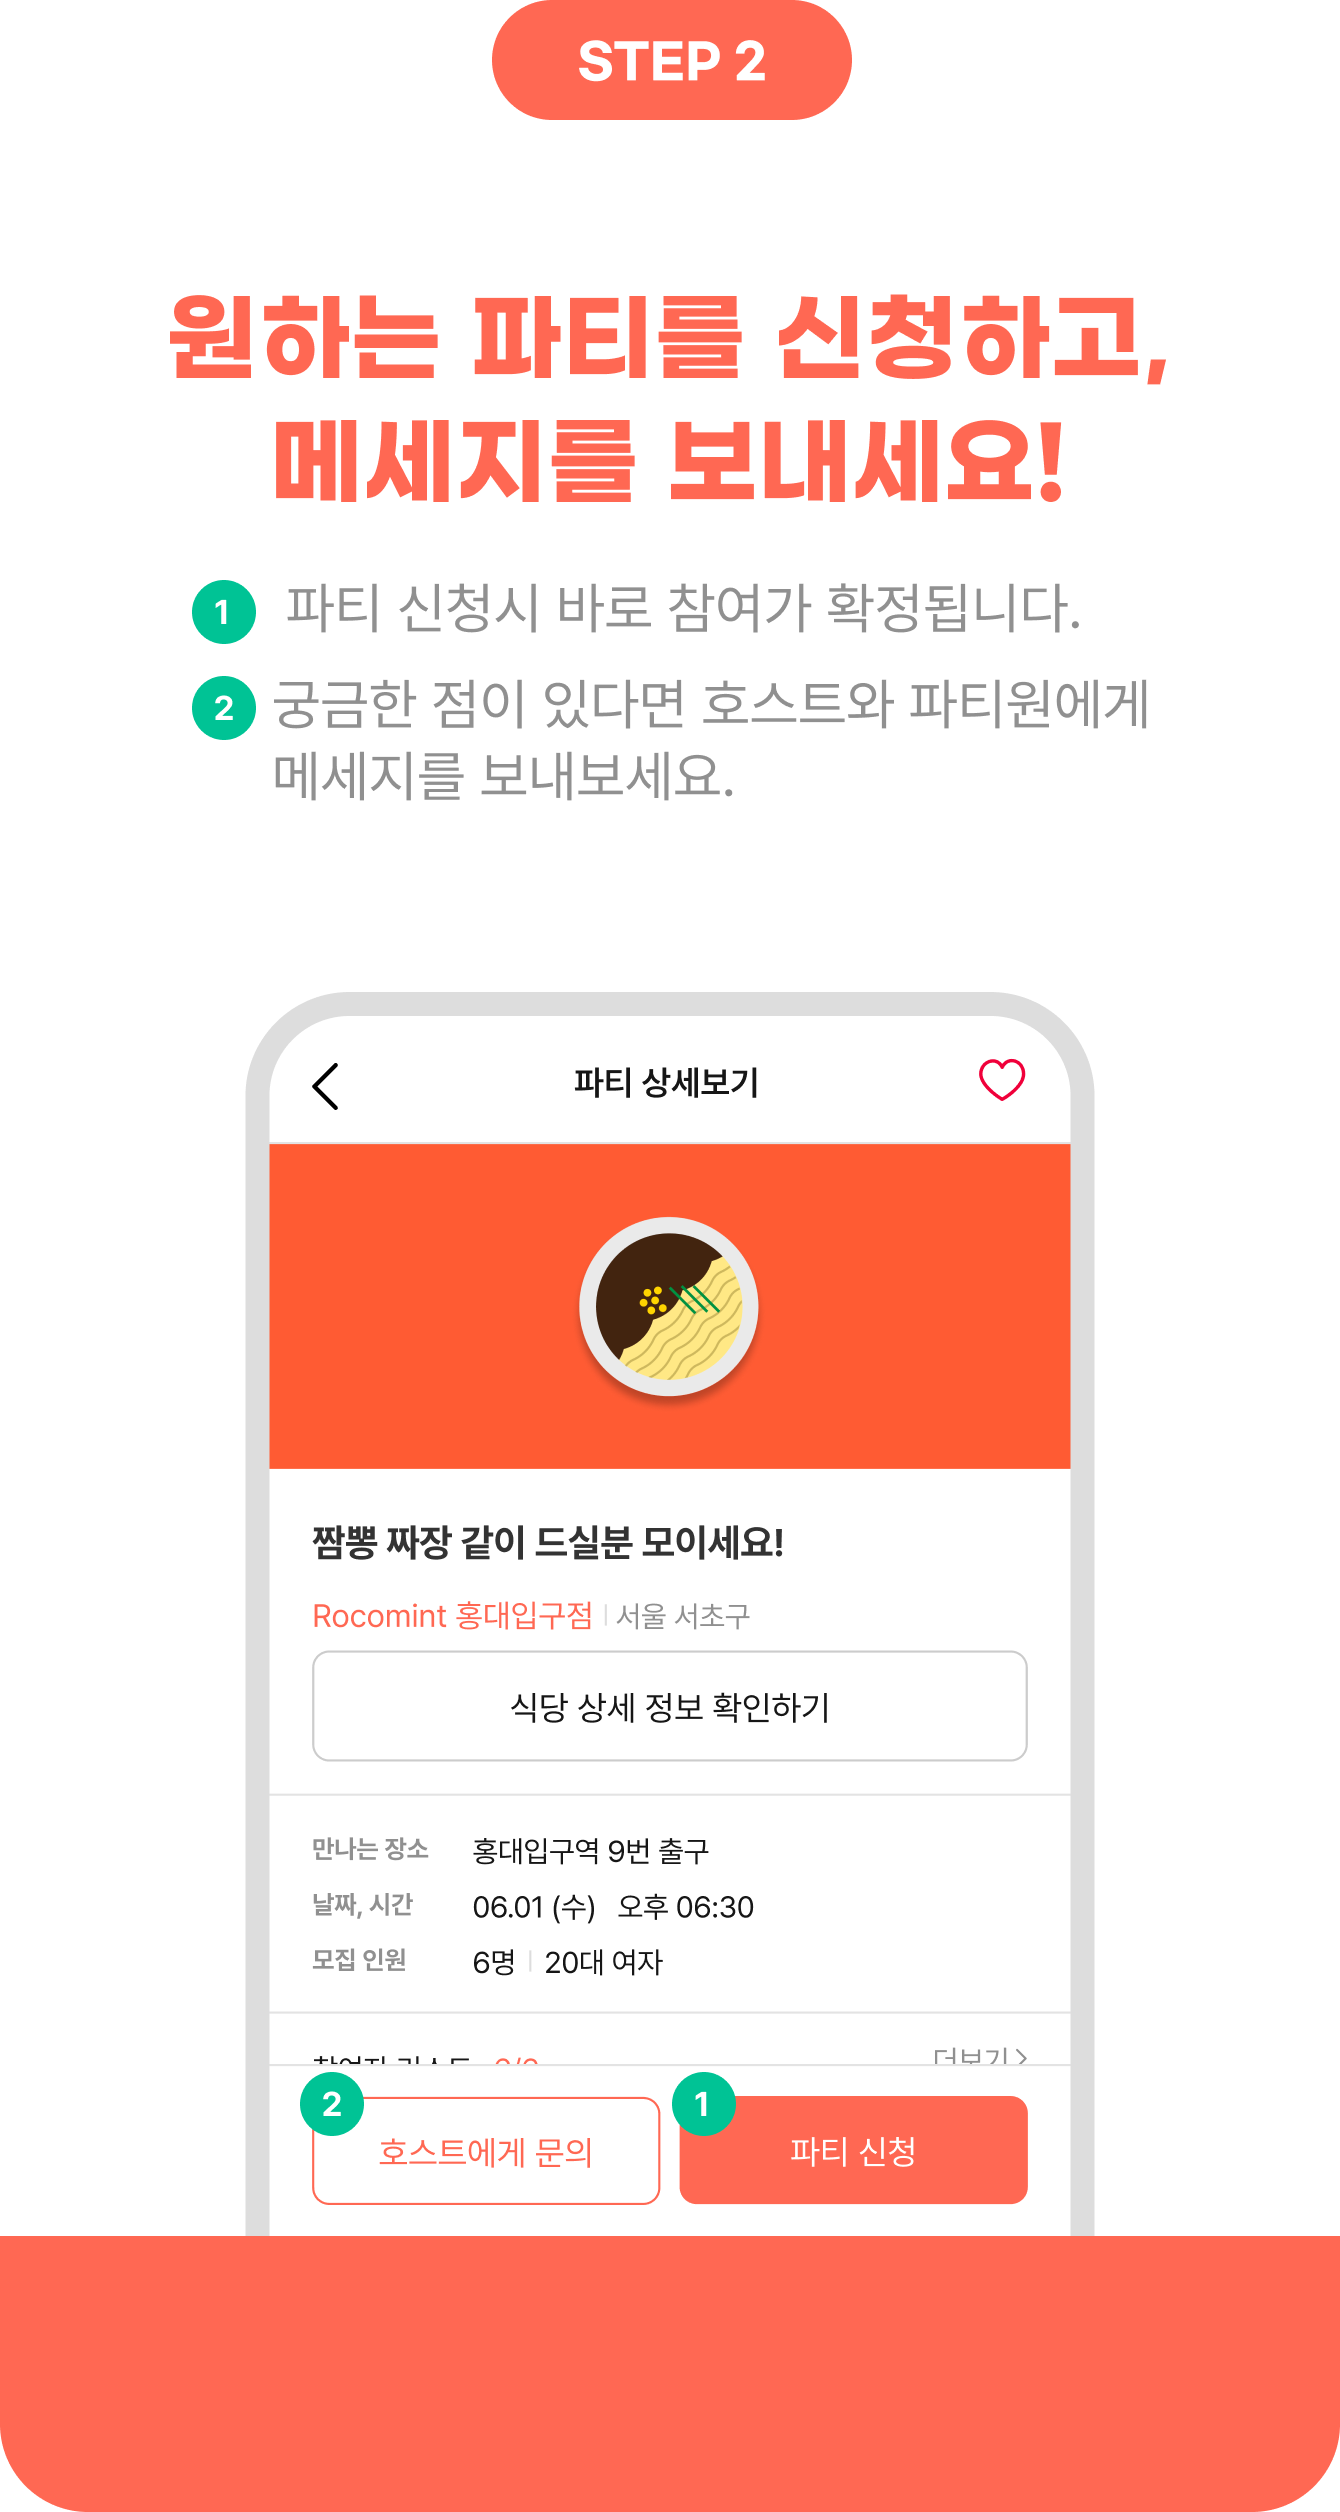 STEP 2
원하는 파티를 신청하고,
메세지를 보내세요!
1 파티 신청시 바로 참여가 확정됩니다.
2 궁금한 점이 있다면 호스트와 파티원에게
메세지를 보내보세요.
파티 상세보기
짬뽕 짜장 같이 드실분 모이세요!
Rocomint 홍대입구점 서울 서초구
식당 상세 정보 확인하기
만나는 장소 홍대입구역 9번 출구
날짜, 시간 06.01 (수) 오후 06:30
모집 인원 6명 20대 여자
더보기
2 호스트에게 문의 1 파티 신청